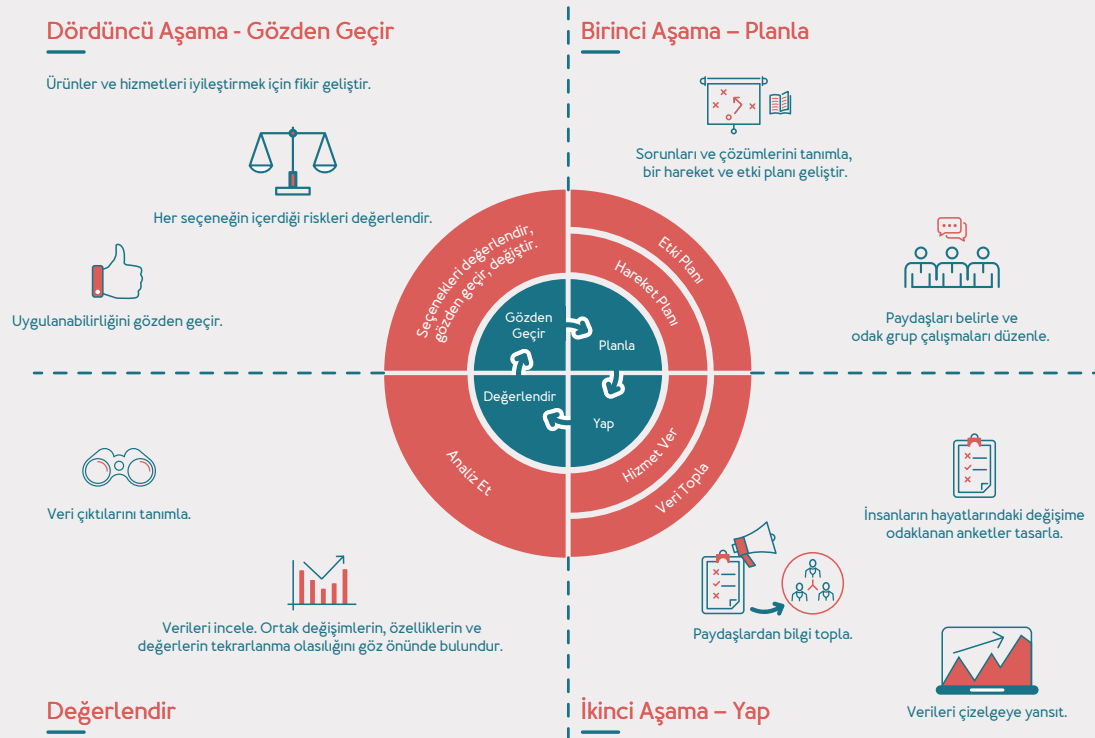 Dördüncü Aşama - Gözden Geçir
Ürünler ve hizmetleri iyileştirmek için fikir geliştir.
Her seçeneğin içerdiği riskleri değerlendir.
Uygulanabilirliğini gözden geçir.
Birinci Aşama – Planla
Sorunları ve çözümlerini tanımla,
bir hareket ve etki planı geliştir.
Paydaşları belirle ve
odak grup çalışmaları düzenle.
Seçenekleri değerlendir,
gözden geçir, değiştir.
Etki Planı
Hareket Planı
Gözden
Geçir
Planla
Değerlendir
Yap
Analiz Et
Hizmet Ver
Veri Topla
Veri çıktılarını tanımla.
Verileri incele. Ortak değişimlerin, özelliklerin ve
değerlerin tekrarlanma olasılığını göz önünde bulundur.
Değerlendir
İnsanların hayatlarındaki değişime
odaklanan anketler tasarla.
Paydaşlardan bilgi topla.
Verileri çizelgeye yansıt.
İkinci Aşama – Yap